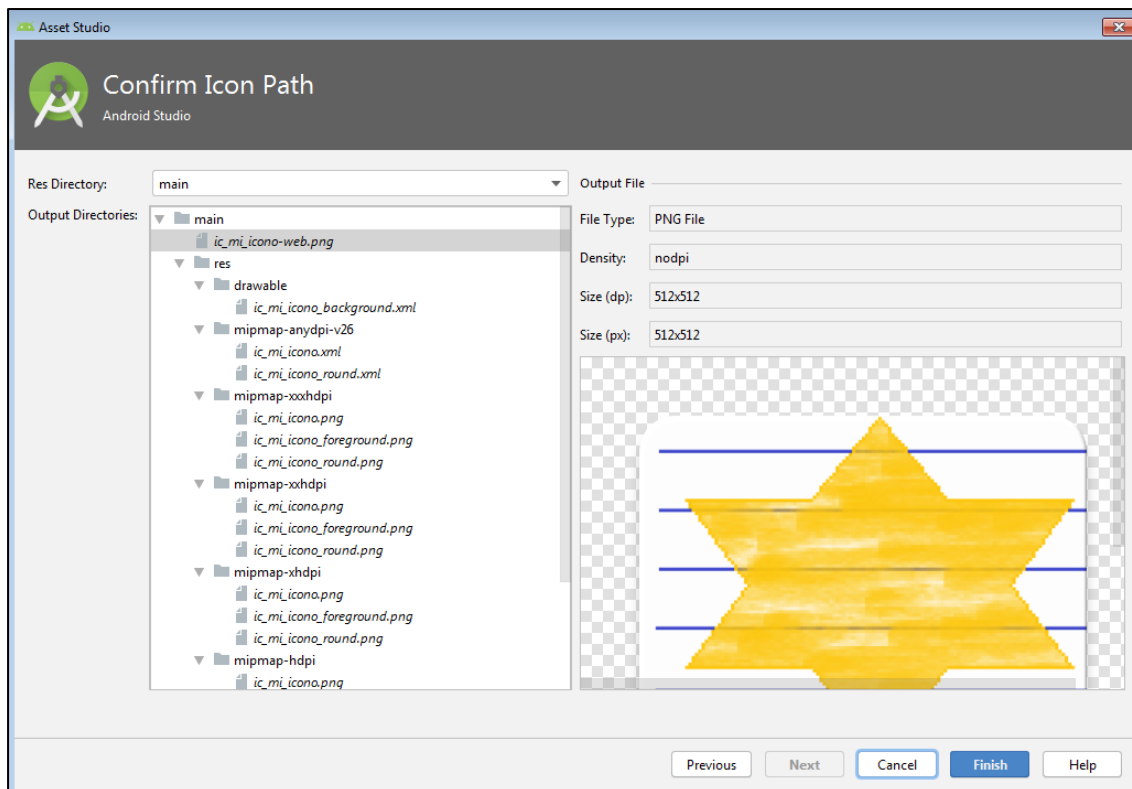 Asset Studio
Confirm Icon Path
Android Studio
Res Directory: main
Output Directories:
main
ic_mi_icono-web.png
res
drawable
ic_mi_icono_background.xml
mipmap-anydpi-v26
ic_mi_icono.xml
ic_mi_icono_round.xml
mipmap-xxxhdpi
ic_mi_icono.png
ic_mi_icono_foreground.png
ic_mi_icono_round.png
mipmap-xxhdpi
ic_mi_icono.png
ic_mi_icono_foreground.png
ic_mi_icono_round.png
mipmap-xhdpi
ic_mi_icono.png
ic_mi_icono_foreground.png
ic_mi_icono_round.png
mipmap-hdpi
ic_mi_icono.png
Output File
File Type: PNG File
Density: nodpi
Size (dp): 512x512
Size (px): 512x512
Previous Next Cancel Finish Help